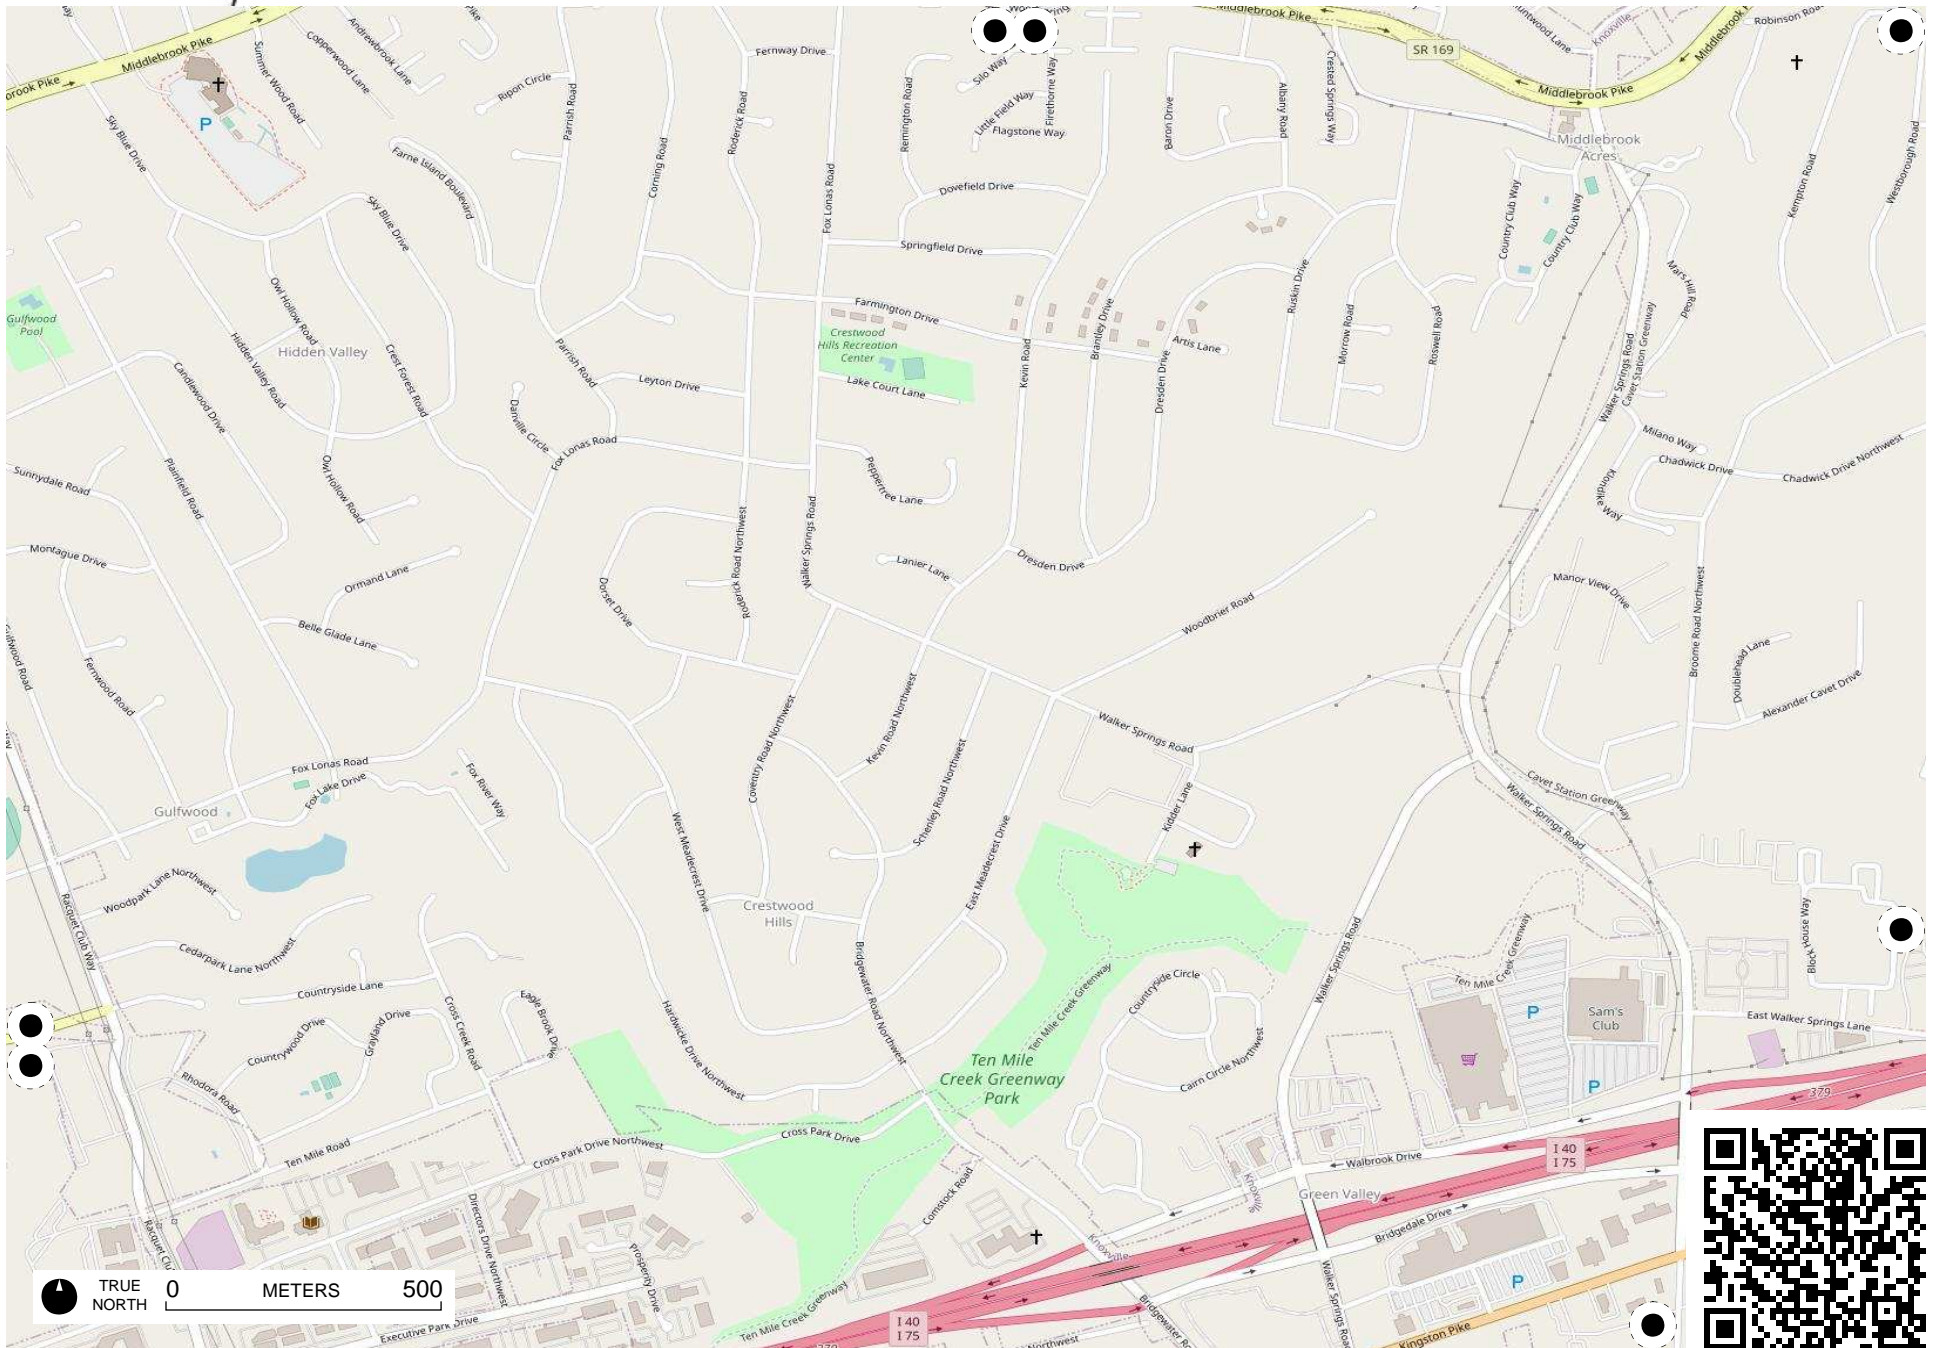 Middlebrook Pike
SR 169
Middlebrook Pike
Robinson Road
Knoxville
Copperwood Lane
Andrewbrook Lane
Summer Wood Road
Middlebrook Pike
Sky Blue Drive
P
Ripon Circle
Parrish Road
Fernway Drive
Roderick Road
Corning Road
Remington Road
Silo Way
Little Field Way
Firethorne Way
Flagstone Way
Baron Drive
Albany Road
Crested Springs Way
Middlebrook Pike
Middlebrook
Acres
Kempton Road
Westborough Road
Farne Island Boulevard
Sky Blue Drive
Fox Lonas Road
Dovefield Drive
Springfield Drive
Country Club Way
Country Club Way
Mars Hill Road
Owl Hollow Road
Hidden Valley
Hidden Valley Road
Crest Forest Road
Gulfwood
Pool
Candlewood Drive
Farmington Drive
Crestwood
Hills Recreation
Center
Lake Court Lane
Parrish Road
Leyton Drive
Kevin Road
Brantley Drive
Dresden Drive
Artis Lane
Ruskin Drive
Morrow Road
Roswell Road
Walker Springs Road
Cavet Station Greenway
Danville Circle
Fox Lonas Road
Peppertree Lane
Milano Way
Chadwick Drive
Chadwick Drive Northwest
Klondike Way
Sunnydale Road
Plainfield Road
Owl Hollow Road
Montague Drive
Ormand Lane
Belle Glade Lane
Fernwood Road
Gulfwood Road
Dorset Drive
Roderick Road Northwest
Walker Springs Road
Lanier Lane
Dresden Drive
Woodbrier Road
Manor View Drive
Broome Road Northwest
Doublehead Lane
Alexander Cavet Drive
Fox Lonas Road
Fox Lake Drive
Gulfwood
Fox River Way
Coventry Road Northwest
Kevin Road Northwest
Schenley Road Northwest
East Meadecrest Drive
Walker Springs Road
Kidder Lane
Cavet Station Greenway
Walker Springs Road
West Meadecrest Drive
Woodpark Lane Northwest
Cedarpark Lane Northwest
Racquet Club Way
Crestwood
Hills
Bridgewater Road Northwest
Countryside Lane
Countrywood Drive
Grayland Drive
Cross Creek Road
Eagle Brook Drive
Hardwicke Drive Northwest
Rhodora Road
Ten Mile Creek Greenway
Countryside Circle
Cairn Circle Northwest
Walker Springs Road
Ten Mile Creek Greenway
P
Sam's
Club
P
Block House Way
East Walker Springs Lane
Ten Mile
Creek Greenway
Park
379
Ten Mile Road
Cross Park Drive Northwest
Cross Park Drive
Comstock Road
Knoxville
Walbrook Drive
I 40
I 75
Green Valley
Bridgedale Drive
Directors Drive Northwest
Prosperity Drive
Knoxville
P
Walker Springs Road
Ten Mile Creek Greenway
Executive Park Drive
I 40
I 75
Kingston Pike
TRUE
NORTH
0 METERS 500